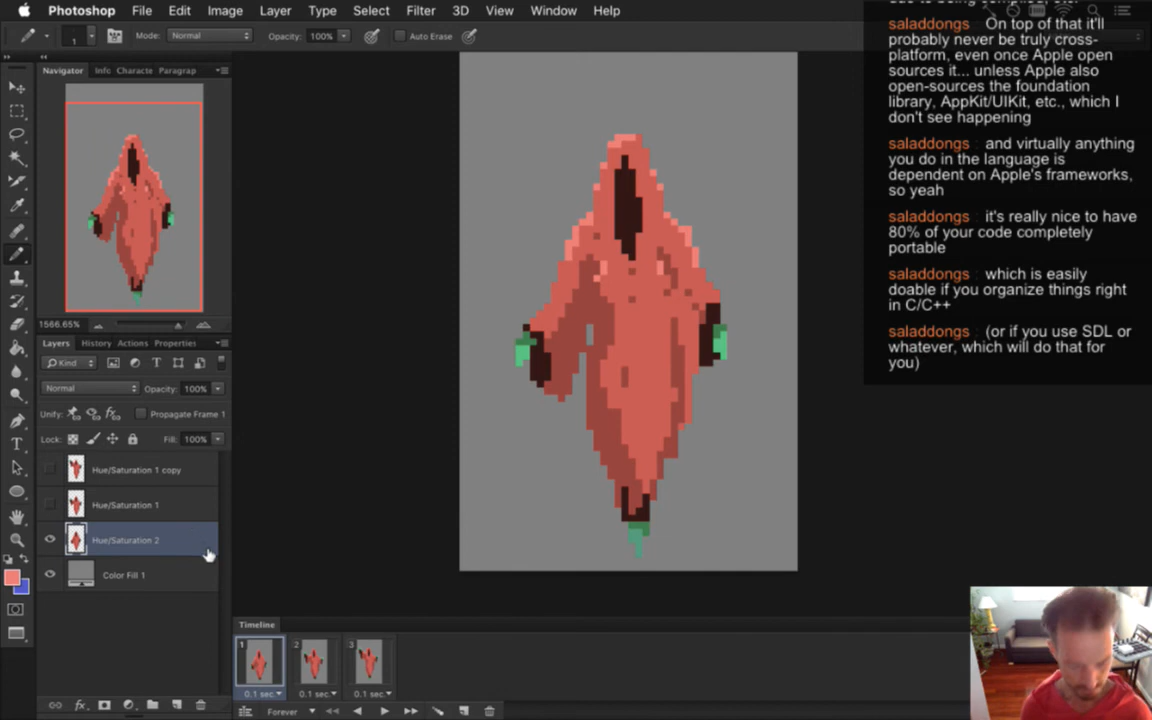 Photoshop File Edit Image Layer Type Select Filter 3D View Window Help
1 Mode: Normal Opacity: 100% Auto Erase
Navigator Info Characte Paragrap
1566.65%
Layers History Actions Properties
Kind
Normal Opacity: 100%
Unify: Propagate Frame 1
Lock: Fill: 100%
Hue/Saturation 1 copy
Hue/Saturation 1
Hue/Saturation 2
Color Fill 1
fx
Timeline
1 2 3
0.1 sec. 0.1 sec. 0.1 sec.
Forever
saladdongs On top of that it'll
probably never be truly cross-
platform, even once Apple open
sources it... unless Apple also
open-sources the foundation
library, AppKit/UIKit, etc., which I
don't see happening
saladdongs : and virtually anything
you do in the language is
dependent on Apple's frameworks,
so yeah
saladdongs : it's really nice to have
80% of your code completely
portable
saladdongs : which is easily
doable if you organize things right
in C/C++
saladdongs : (or if you use SDL or
whatever, which will do that for
you)